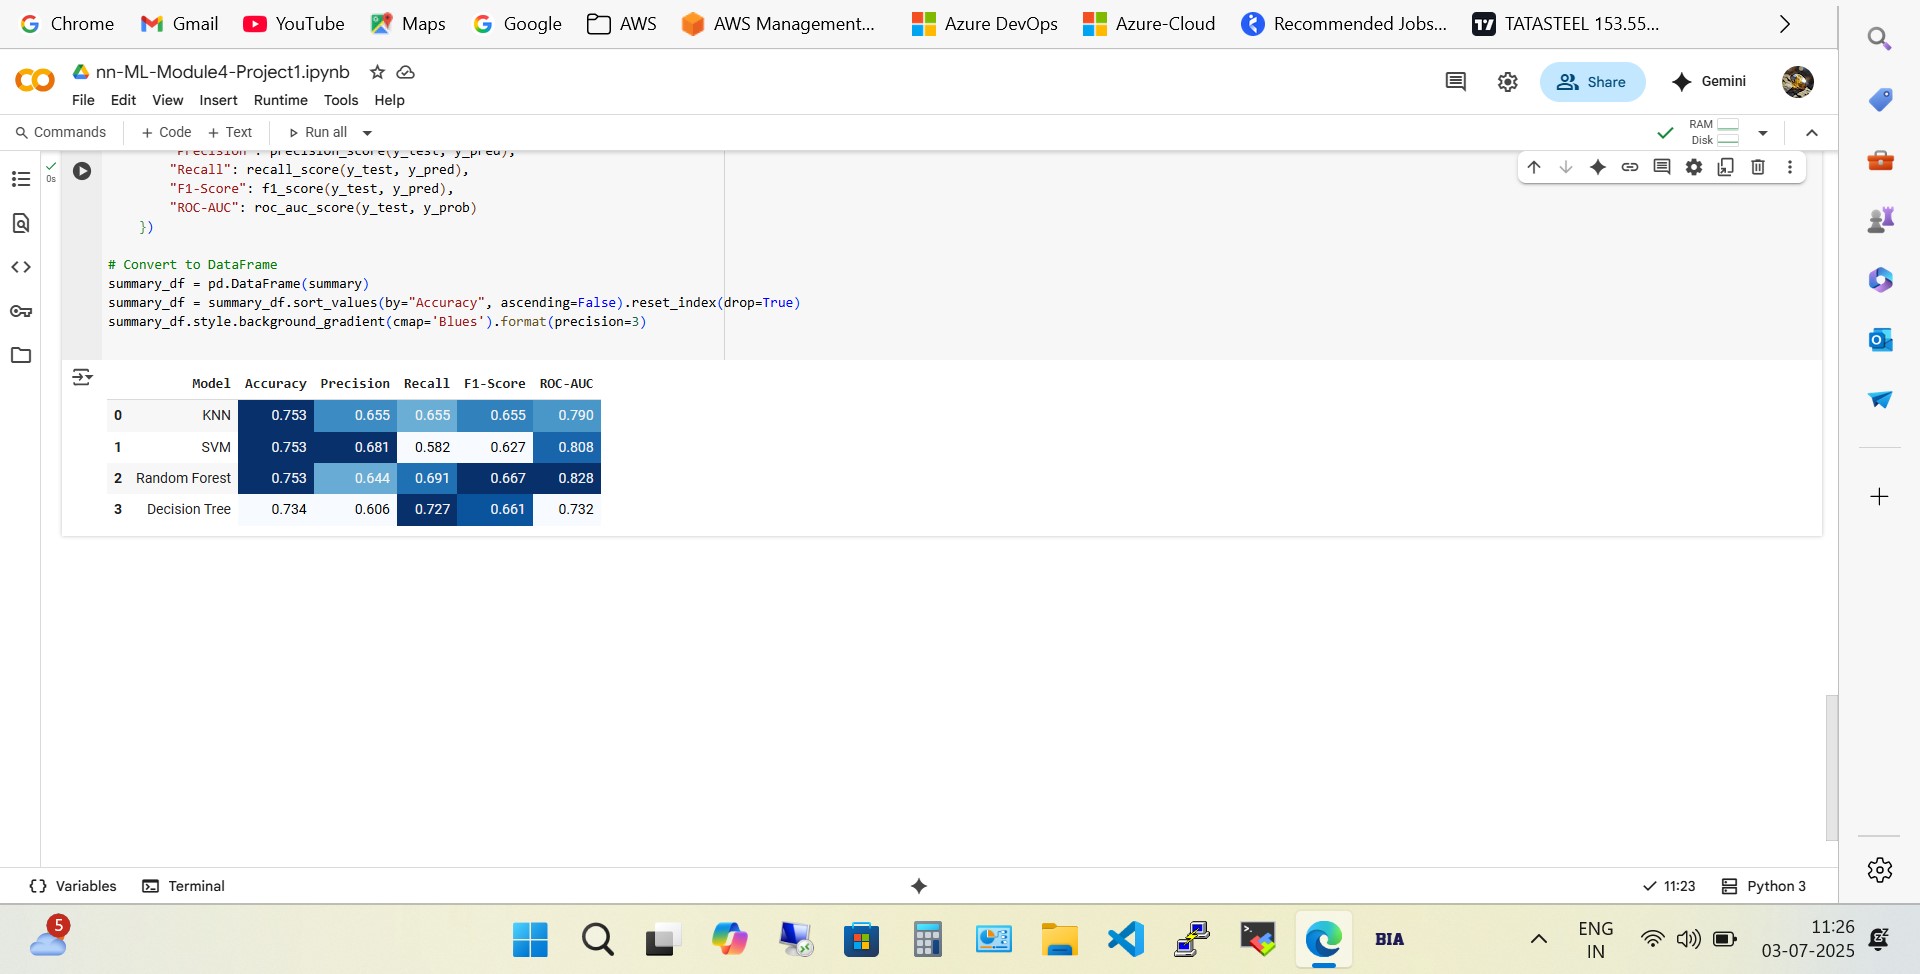 Chrome Gmail YouTube Maps Google AWS AWS Management... Azure DevOps Azure-Cloud Recommended Jobs... TATASTEEL 153.55...
nn-ML-Module4-Project1.ipynb
File Edit View Insert Runtime Tools Help
Share Gemini
Commands + Code + Text Run all
RAM
Disk
"Precision": precision_score(y_test, y_pred),
"Recall": recall_score(y_test, y_pred),
"F1-Score": f1_score(y_test, y_pred),
"ROC-AUC": roc_auc_score(y_test, y_prob)
})
0s
# Convert to DataFrame
summary_df = pd.DataFrame(summary)
summary_df = summary_df.sort_values(by="Accuracy", ascending=False).reset_index(drop=True)
summary_df.style.background_gradient(cmap='Blues').format(precision=3)
Model Accuracy Precision Recall F1-Score ROC-AUC
0 KNN 0.753 0.655 0.655 0.655 0.790
1 SVM 0.753 0.681 0.582 0.627 0.808
2 Random Forest 0.753 0.644 0.691 0.667 0.828
3 Decision Tree 0.734 0.606 0.727 0.661 0.732
Variables Terminal 11:23 Python 3
5
BIA
ENG
IN
11:26
03-07-2025